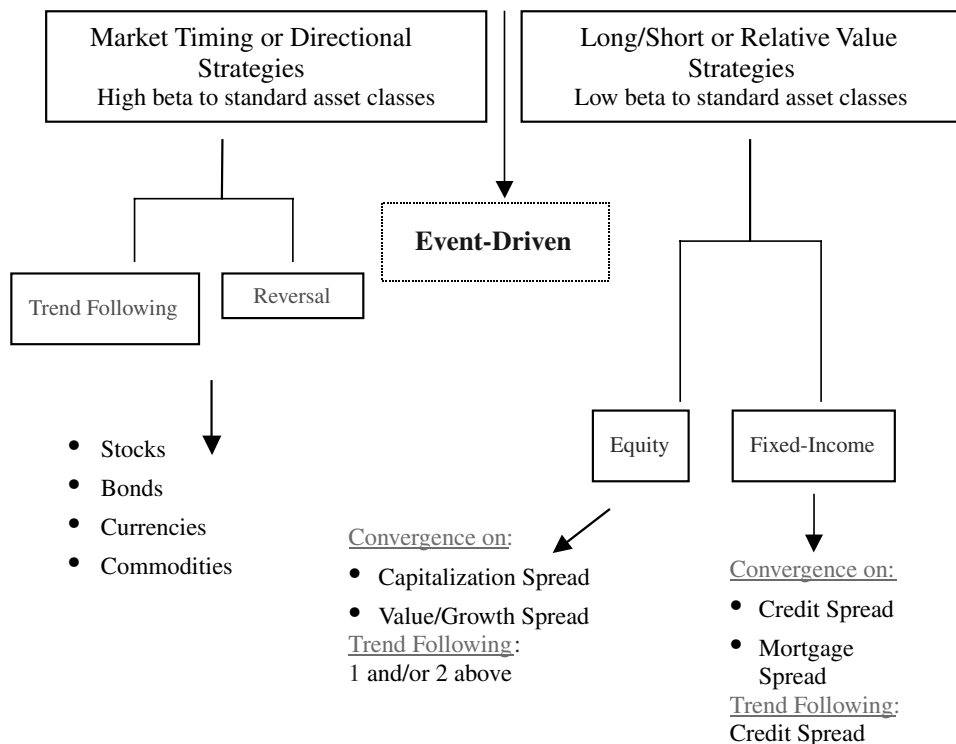 Market Timing or Directional
Strategies
High beta to standard asset classes
Long/Short or Relative Value
Strategies
Low beta to standard asset classes
Event-Driven
Trend Following
Reversal
• Stocks
• Bonds
• Currencies
• Commodities
Equity
Fixed-Income
Convergence on:
• Capitalization Spread
• Value/Growth Spread
Trend Following:
1 and/or 2 above
Convergence on:
• Credit Spread
• Mortgage
Spread
Trend Following:
Credit Spread